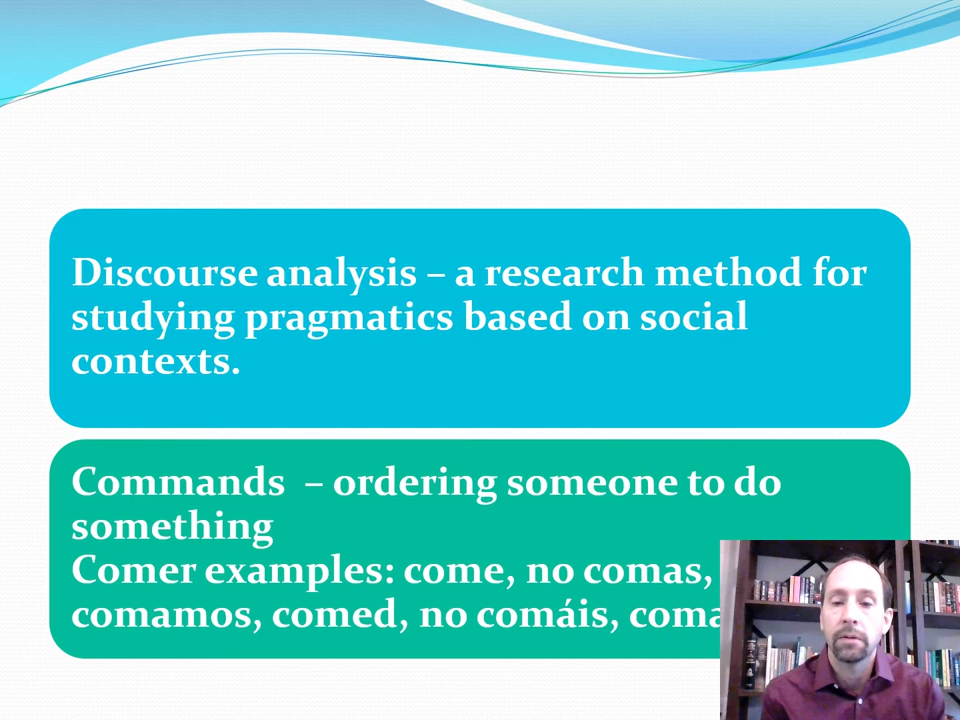 Discourse analysis – a research method for
studying pragmatics based on social
contexts.
Commands – ordering someone to do
something
Comer examples: come, no comas,
comamos, comed, no comáis,